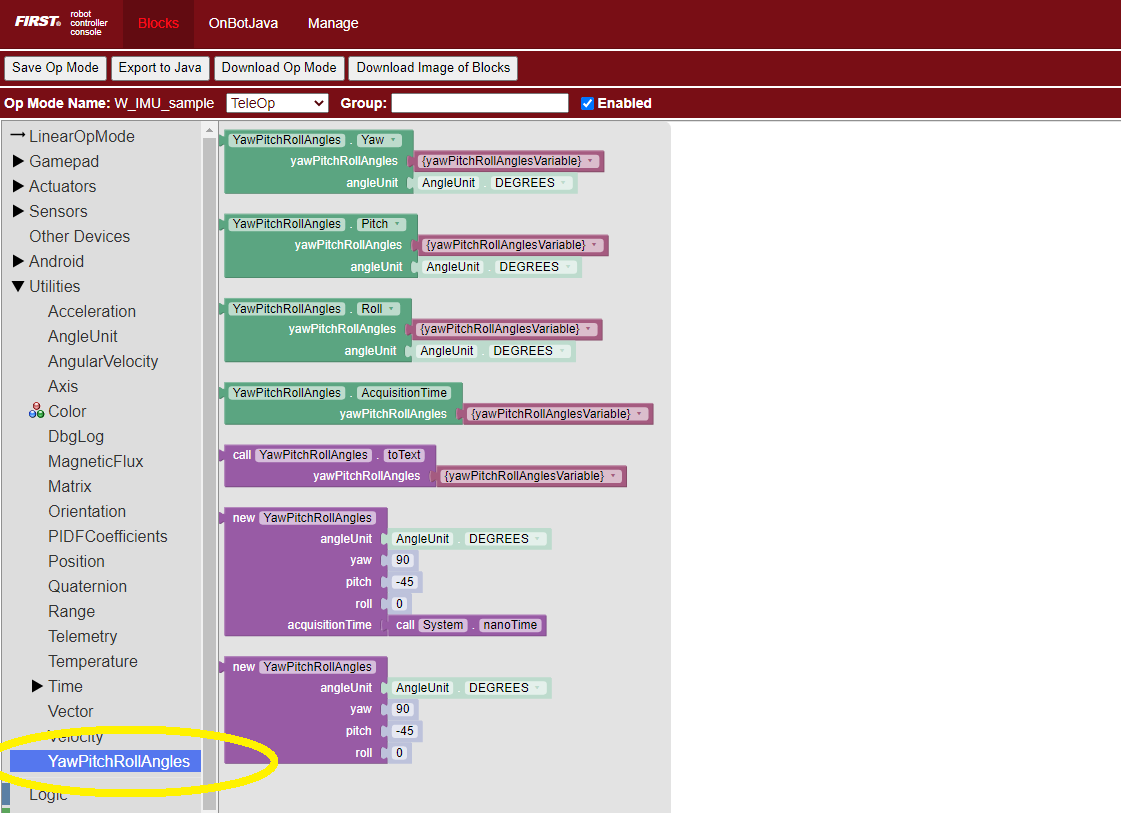 FIRST® robot controller console Blocks OnBotJava Manage
Save Op Mode Export to Java Download Op Mode Download Image of Blocks
Op Mode Name: W_IMU_sample TeleOp Group: Enabled
LinearOpMode
Gamepad
Actuators
Sensors
Other Devices
Android
Utilities
Acceleration
AngleUnit
AngularVelocity
Axis
Color
DbgLog
MagneticFlux
Matrix
Orientation
PIDFCoefficients
Position
Quaternion
Range
Telemetry
Temperature
Time
Vector
Velocity
YawPitchRollAngles
Logic
YawPitchRollAngles . Yaw
yawPitchRollAngles {yawPitchRollAnglesVariable}
angleUnit AngleUnit . DEGREES
YawPitchRollAngles . Pitch
yawPitchRollAngles {yawPitchRollAnglesVariable}
angleUnit AngleUnit . DEGREES
YawPitchRollAngles . Roll
yawPitchRollAngles {yawPitchRollAnglesVariable}
angleUnit AngleUnit . DEGREES
YawPitchRollAngles . AcquisitionTime
yawPitchRollAngles {yawPitchRollAnglesVariable}
call YawPitchRollAngles . toText
yawPitchRollAngles {yawPitchRollAnglesVariable}
new YawPitchRollAngles
angleUnit AngleUnit . DEGREES
yaw 90
pitch -45
roll 0
acquisitionTime call System . nanoTime
new YawPitchRollAngles
angleUnit AngleUnit . DEGREES
yaw 90
pitch -45
roll 0